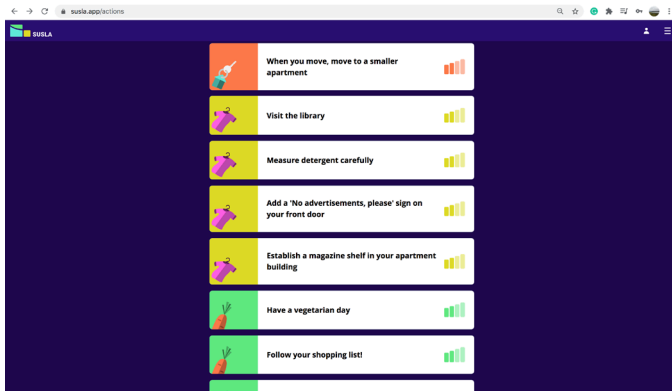 susla.app/actions
SUSLA
When you move, move to a smaller
apartment
Visit the library
Measure detergent carefully
Add a 'No advertisements, please' sign on
your front door
Establish a magazine shelf in your apartment
building
Have a vegetarian day
Follow your shopping list!